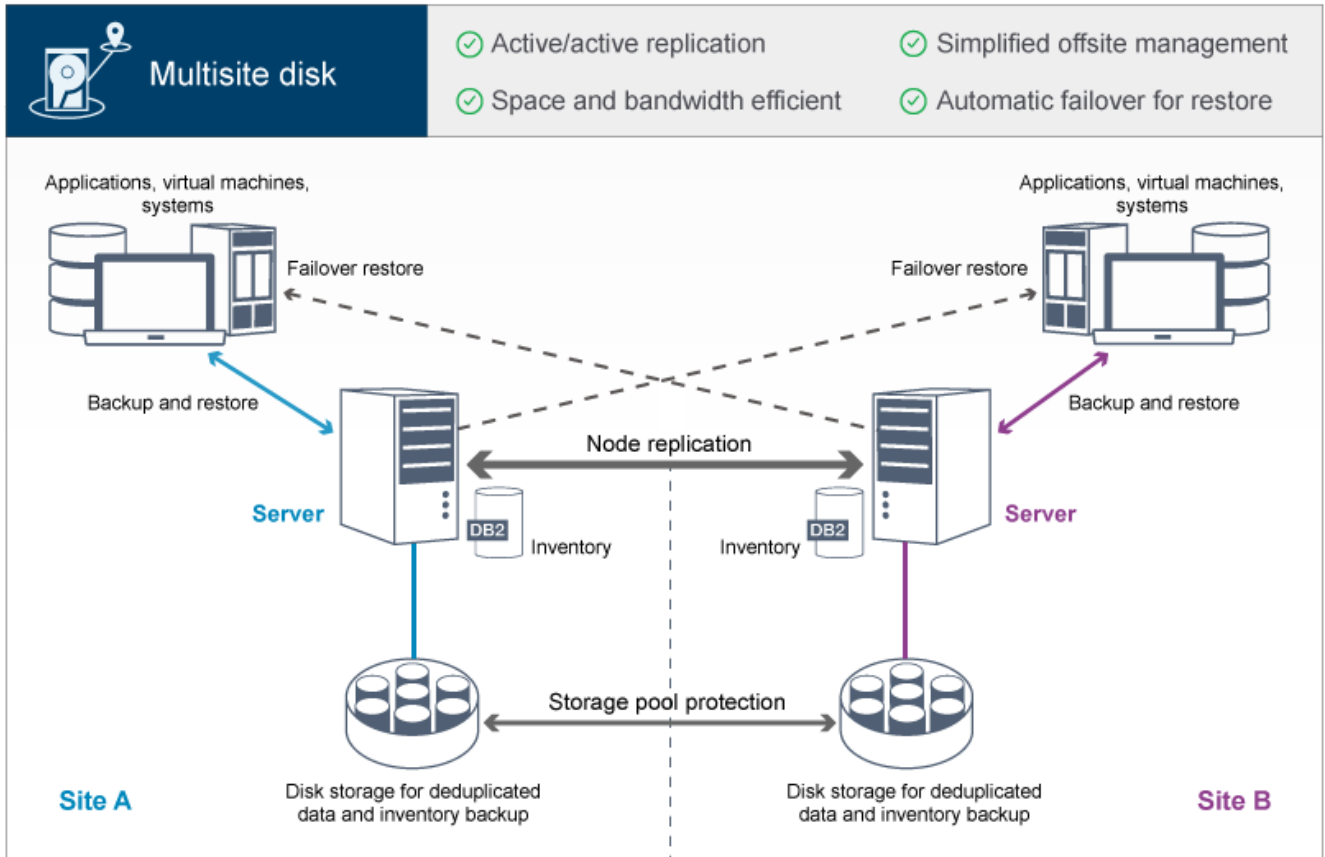 Multisite disk
Active/active replication
Simplified offsite management
Space and bandwidth efficient
Automatic failover for restore
Applications, virtual machines,
systems
Applications, virtual machines,
systems
Failover restore
Failover restore
Backup and restore
Backup and restore
Node replication
Server
Server
DB2
Inventory
Inventory
DB2
Storage pool protection
Disk storage for deduplicated
data and inventory backup
Disk storage for deduplicated
data and inventory backup
Site A
Site B